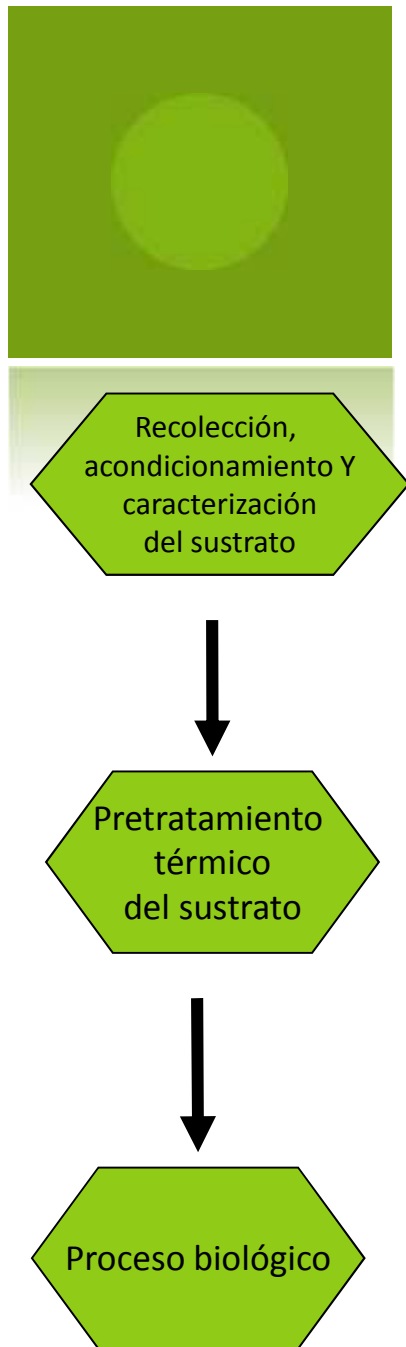 Recolección,
acondicionamiento Y
caracterización
del sustrato
Pretratamiento
térmico
del sustrato
Proceso biológico